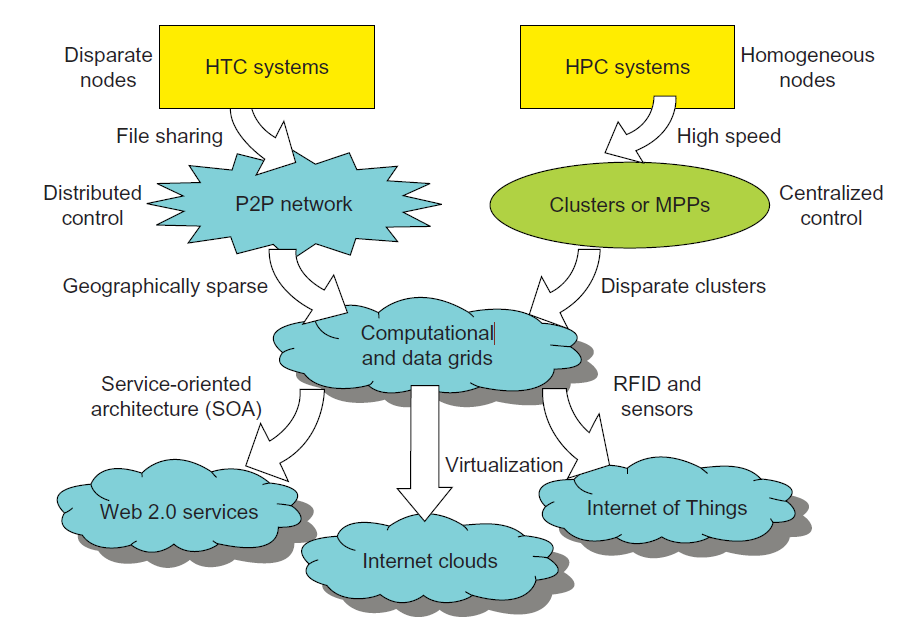 Disparate
nodes
HTC systems
HPC systems
Homogeneous
nodes
File sharing
High speed
Distributed
control
P2P network
Clusters or MPPs
Centralized
control
Geographically sparse
Disparate clusters
Computational
and data grids
Service-oriented
architecture (SOA)
RFID and
sensors
Virtualization
Web 2.0 services
Internet of Things
Internet clouds